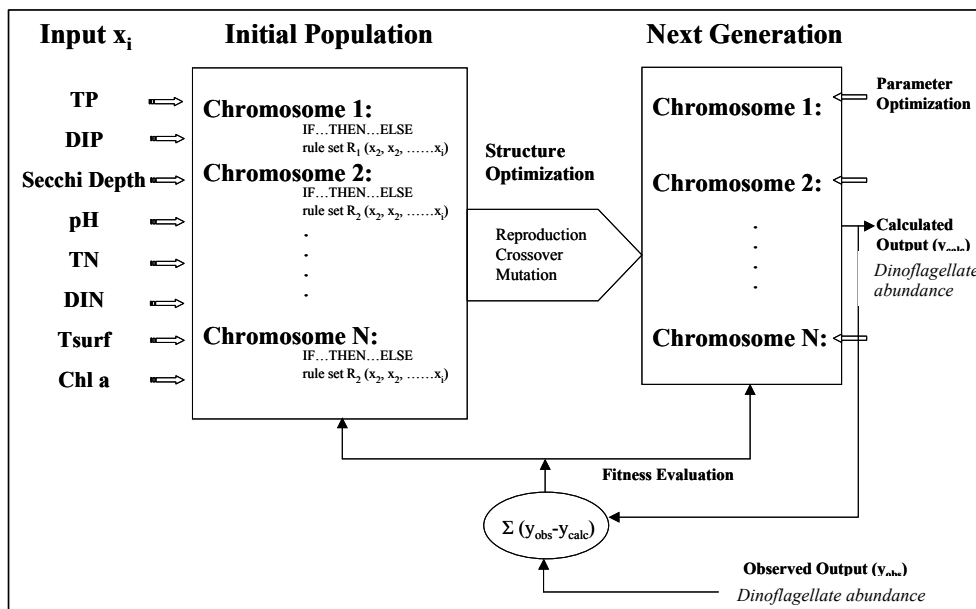 Input xi
Initial Population
Next Generation
TP
DIP
Secchi Depth
pH
TN
DIN
Tsurf
Chl a
Chromosome 1:
IF…THEN…ELSE
rule set R1 (x2, x2, ……xi)
Chromosome 2:
IF…THEN…ELSE
rule set R2 (x2, x2, ……xi)
Chromosome N:
IF…THEN…ELSE
rule set R2 (x2, x2, ……xi)
Structure
Optimization
Reproduction
Crossover
Mutation
Chromosome 1:
Chromosome 2:
Chromosome N:
Parameter
Optimization
Calculated
Output (ycalc)
Dinoflagellate
abundance
Fitness Evaluation
Σ (yobs-ycalc)
Observed Output (yobs)
Dinoflagellate abundance